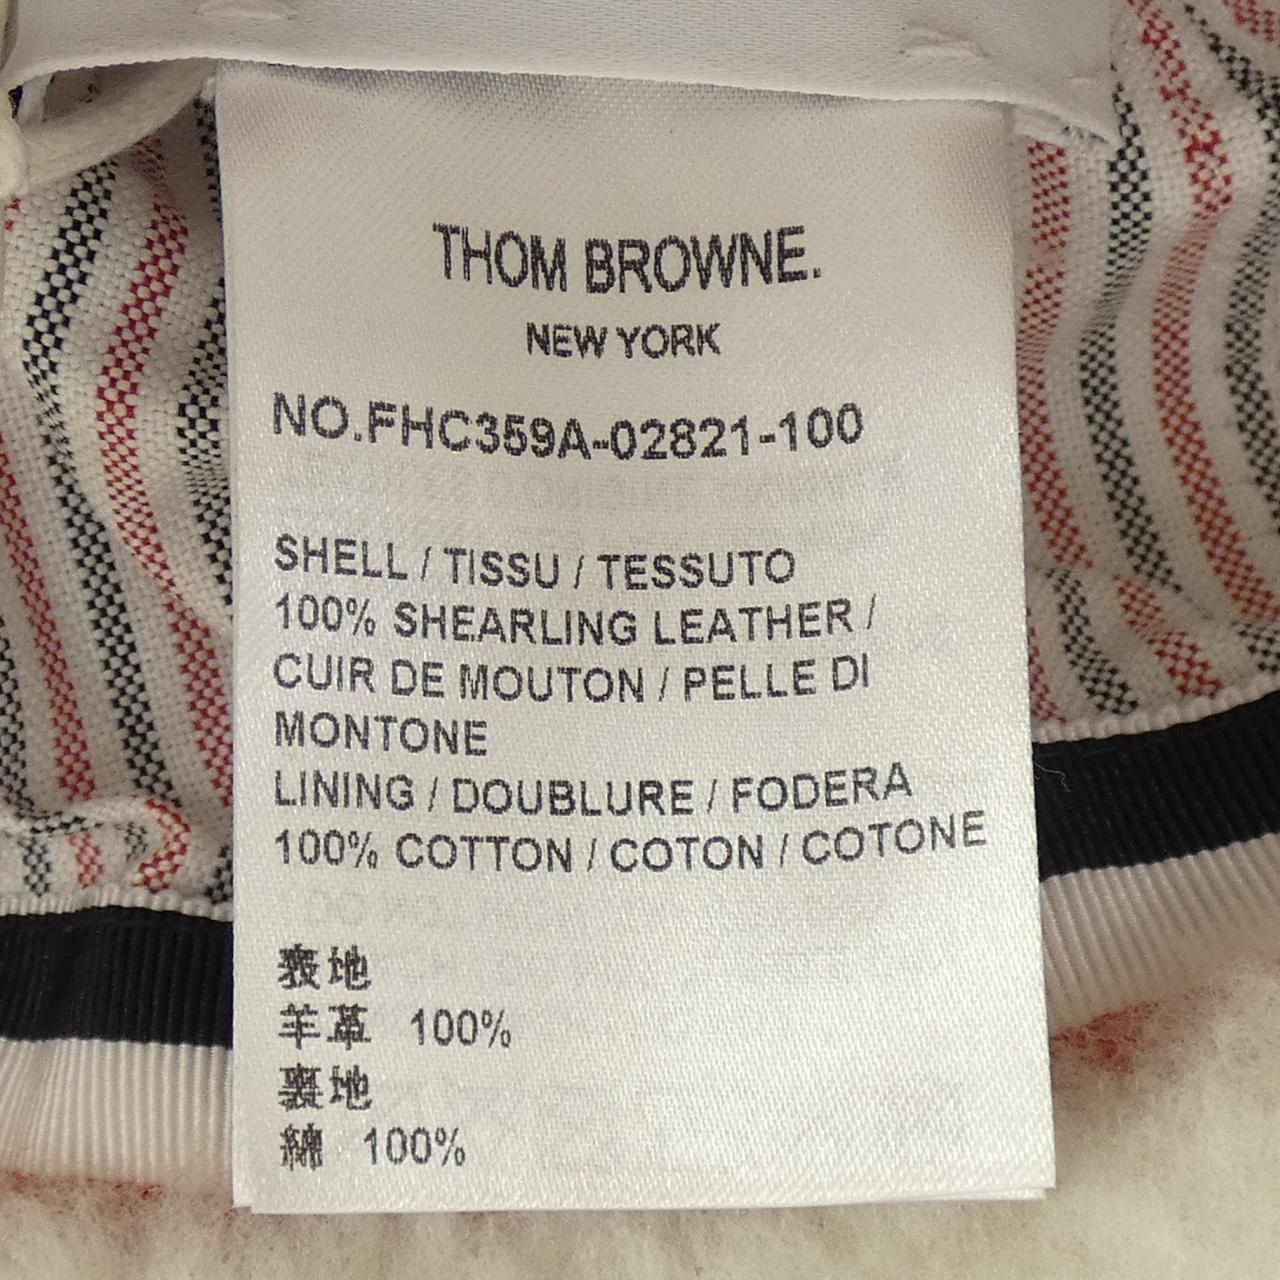 THOM BROWNE.
NEW YORK
NO.FHC359A-02821-100
SHELL / TISSU / TESSUTO
100% SHEARLING LEATHER /
CUIR DE MOUTON / PELLE DI
MONTONE
LINING / DOUBLURE / FODERA
100% COTTON / COTON / COTONE
表地
羊革 100%
裏地
綿 100%